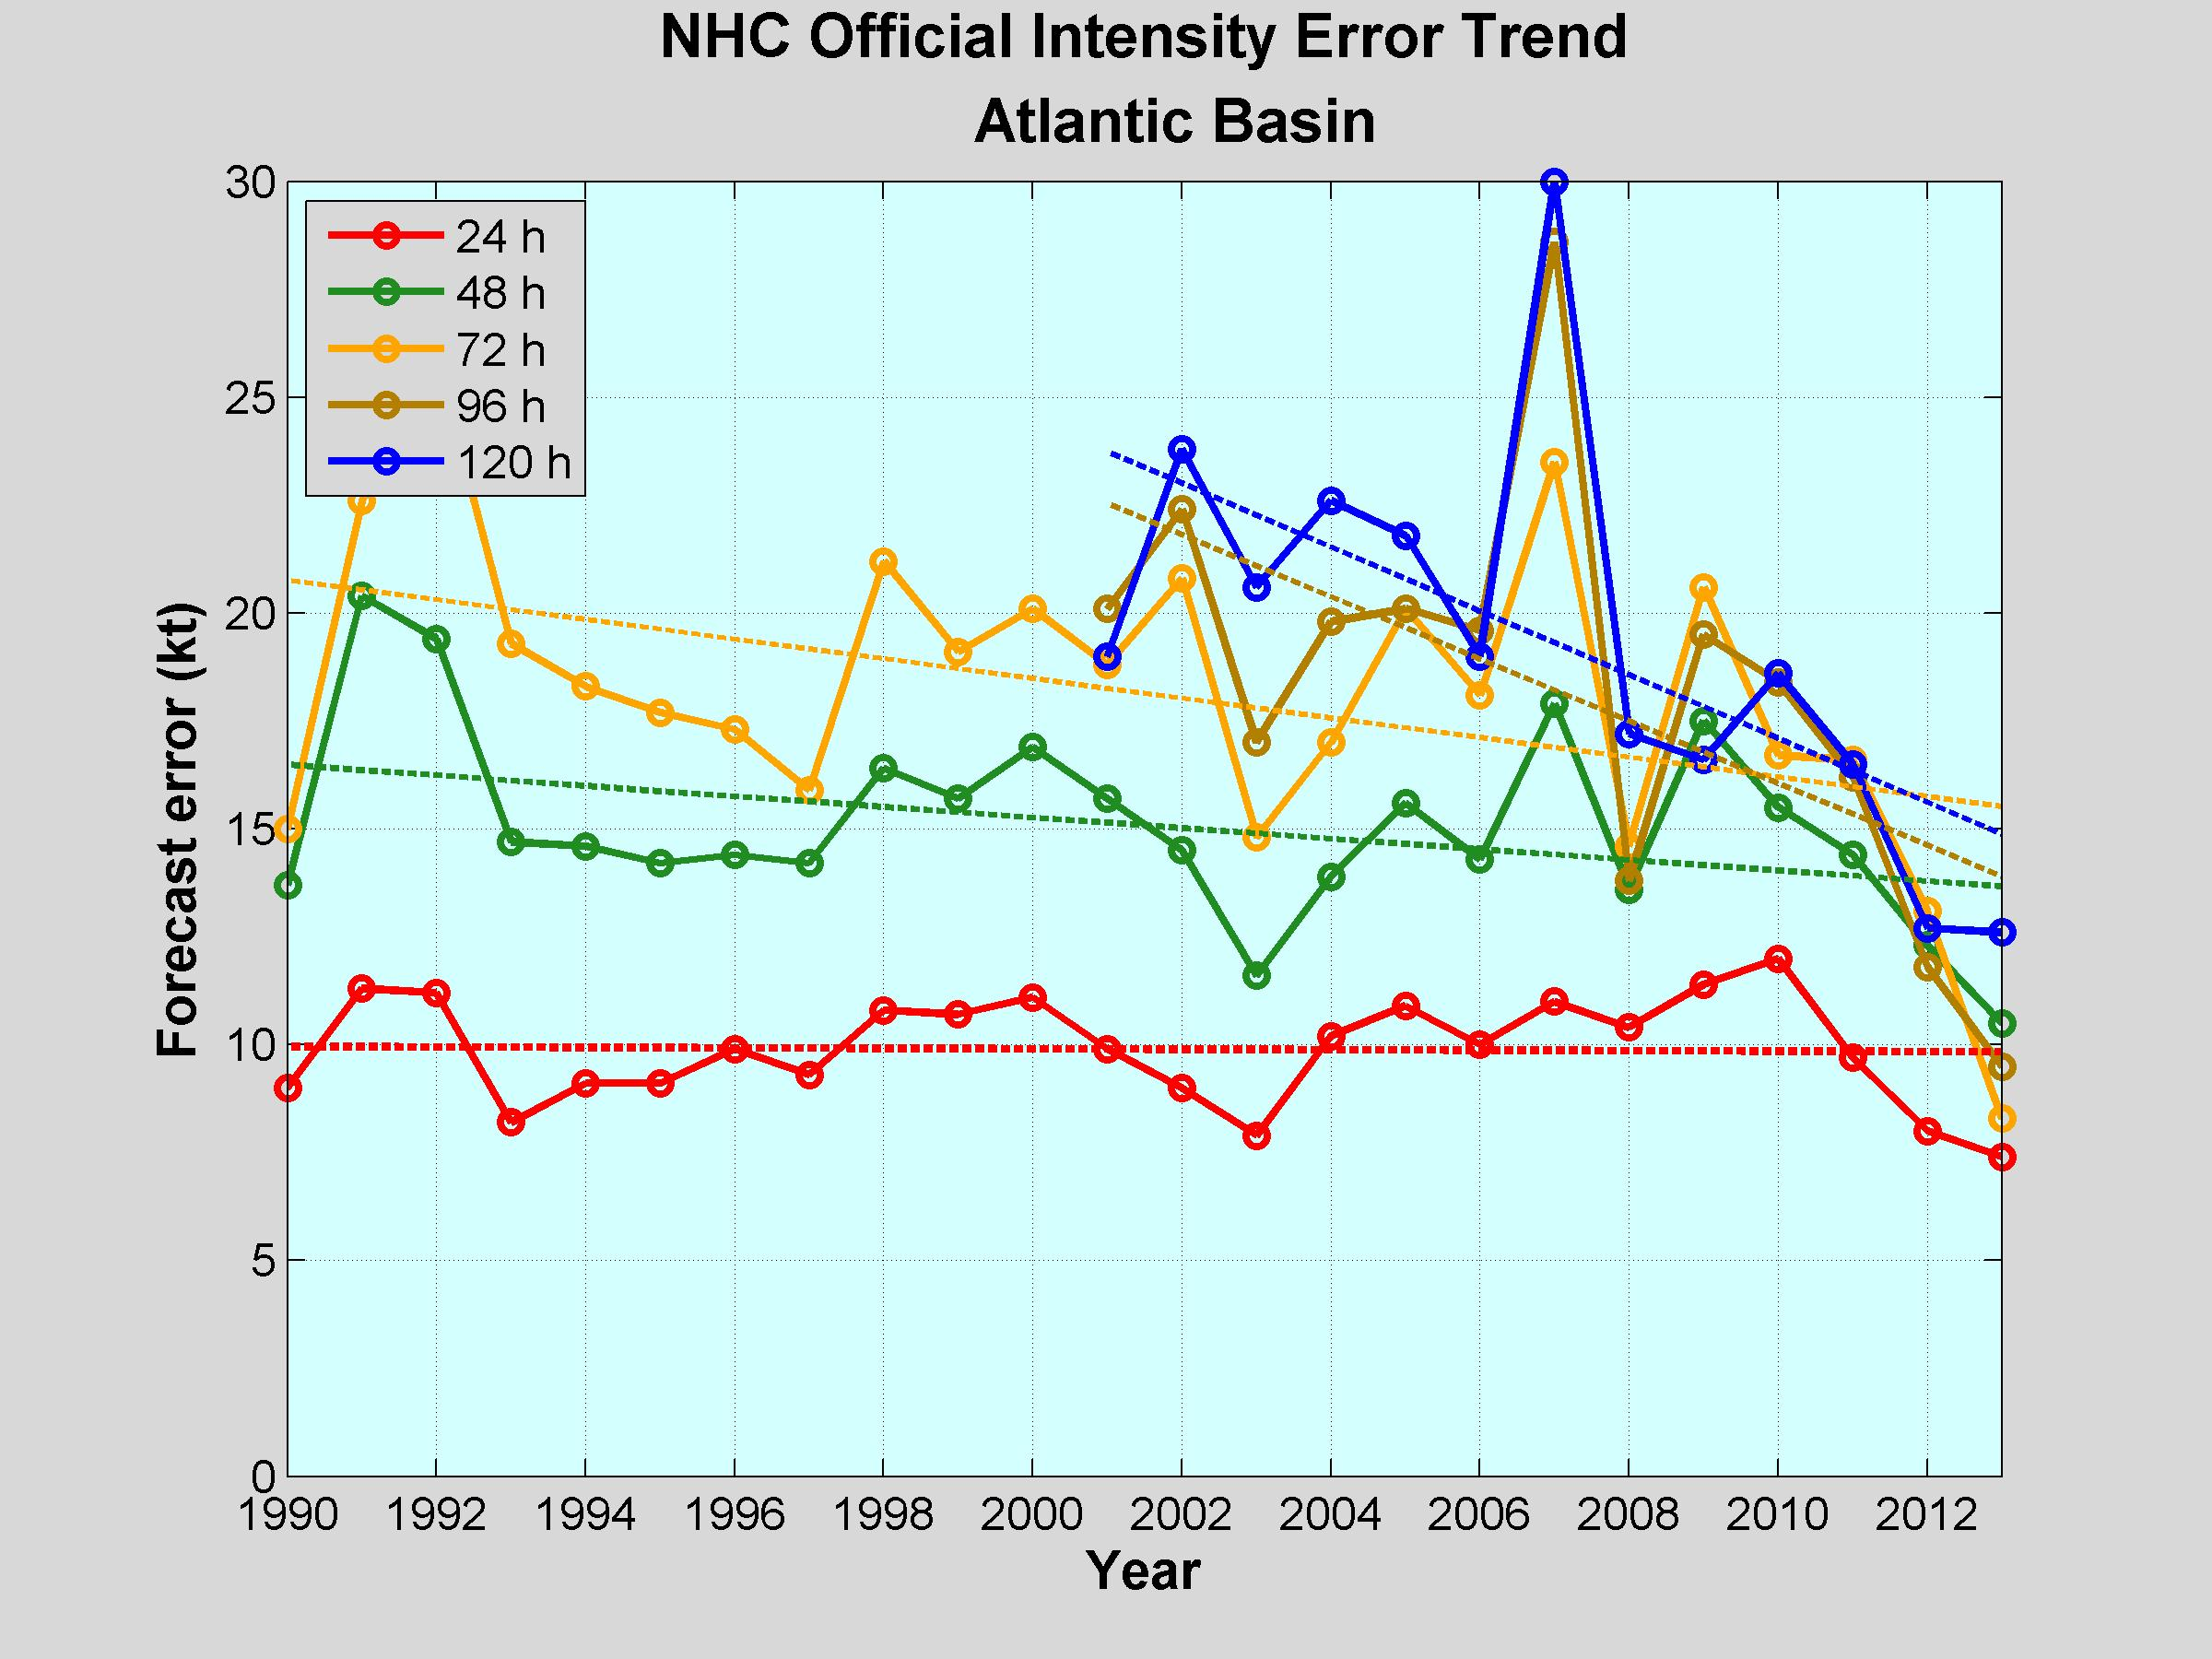 NHC Official Intensity Error Trend
Atlantic Basin
30
25
20
15
10
5
0
Forecast error (kt)
24 h
48 h
72 h
96 h
120 h
1990 1992 1994 1996 1998 2000 2002 2004 2006 2008 2010 2012
Year